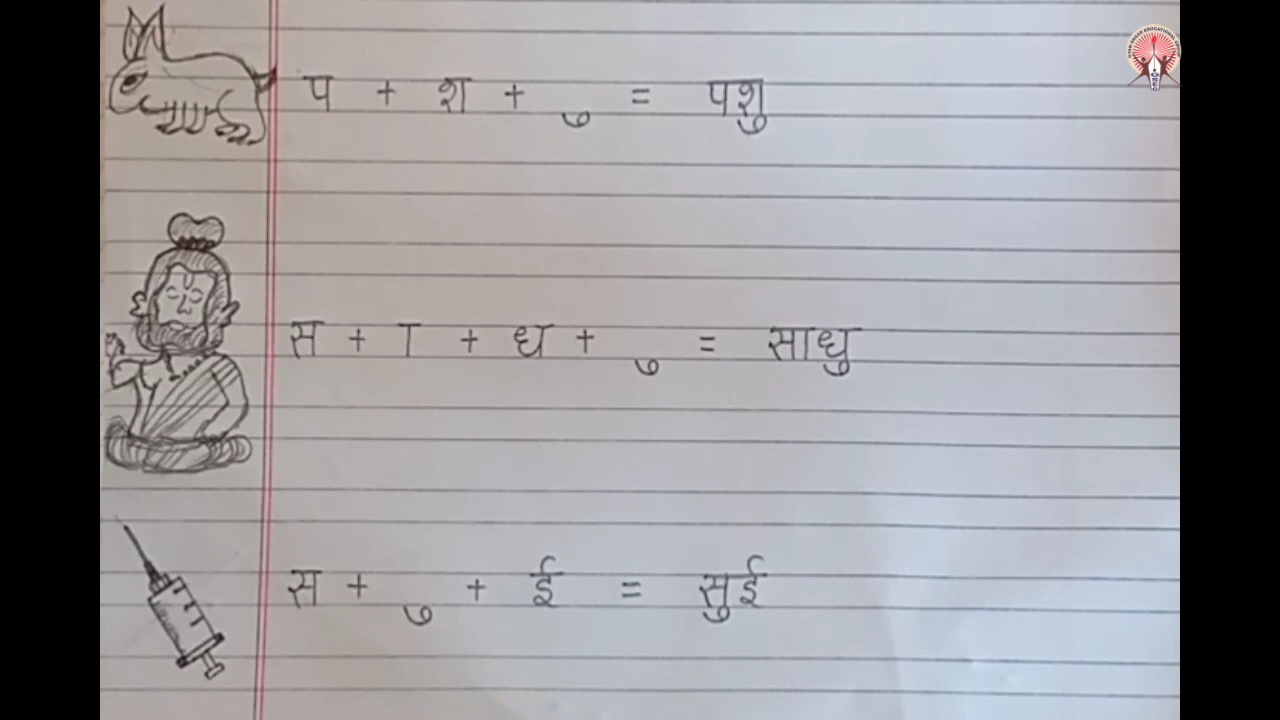 प + श + ु = पशु
स + ा + ध + ु = साधु
स + ु + ई = सुई